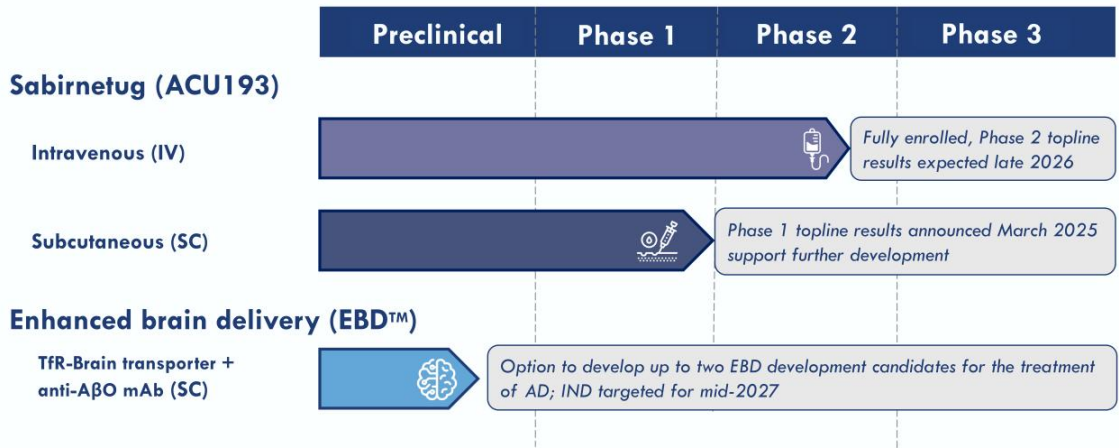 Preclinical Phase 1 Phase 2 Phase 3
Sabirnetug (ACU193)
Intravenous (IV)
Fully enrolled, Phase 2 topline
results expected late 2026
Subcutaneous (SC)
Phase 1 topline results announced March 2025
support further development
Enhanced brain delivery (EBD™)
TfR-Brain transporter +
anti-AβO mAb (SC)
Option to develop up to two EBD development candidates for the treatment
of AD; IND targeted for mid-2027